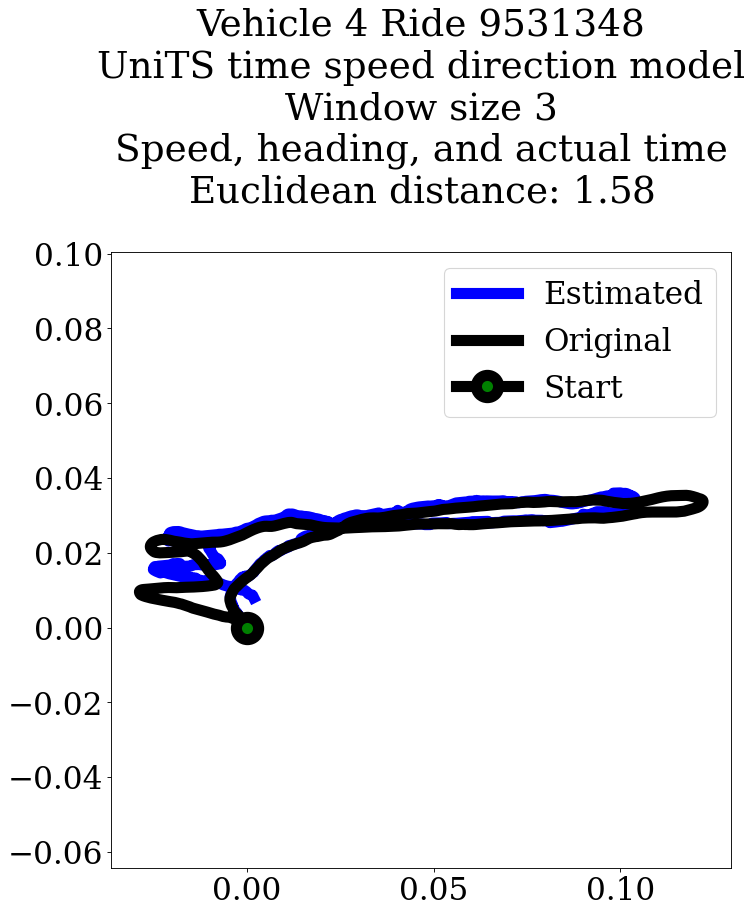 Vehicle 4 Ride 9531348
UniTS time speed direction model
Window size 3
Speed, heading, and actual time
Euclidean distance: 1.58
Estimated
Original
Start
0.10
0.08
0.06
0.04
0.02
0.00
−0.02
−0.04
−0.06
0.00 0.05 0.10